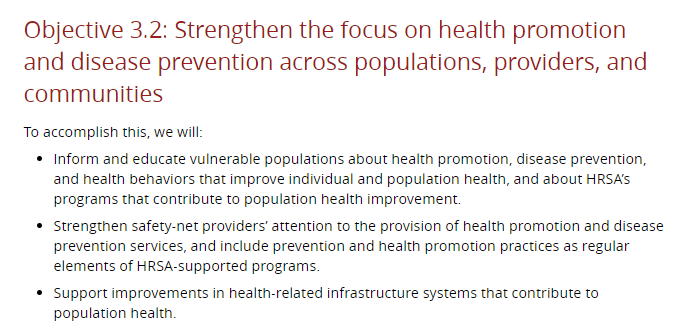 Objective 3.2: Strengthen the focus on health promotion
and disease prevention across populations, providers, and
communities
To accomplish this, we will:
• Inform and educate vulnerable populations about health promotion, disease prevention,
and health behaviors that improve individual and population health, and about HRSA's
programs that contribute to population health improvement.
• Strengthen safety-net providers' attention to the provision of health promotion and disease
prevention services, and include prevention and health promotion practices as regular
elements of HRSA-supported programs.
• Support improvements in health-related infrastructure systems that contribute to
population health.